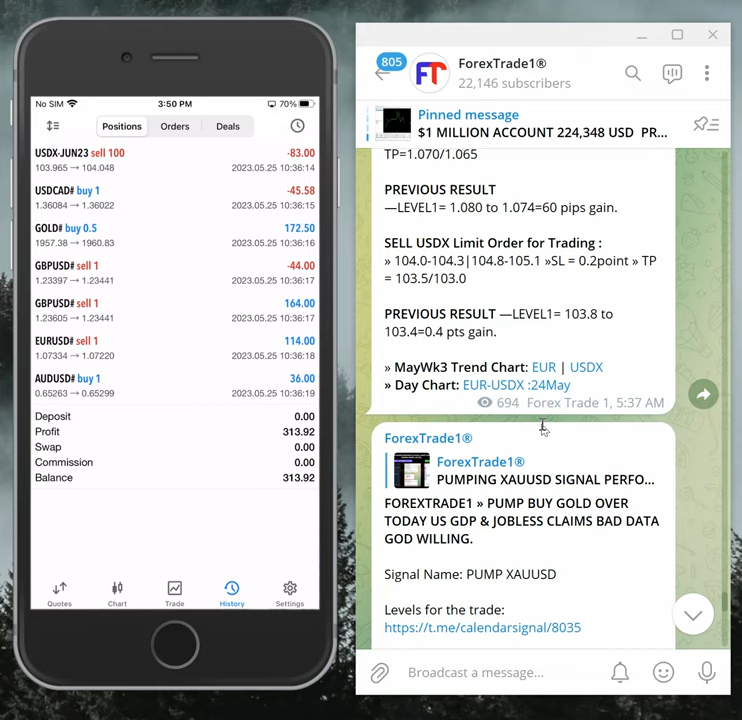 No SIM
3:50 PM
70%
Positions
Orders
Deals
USDX-JUN23 sell 100
-83.00
103.965 → 104.048
2023.05.25 10:36:14
USDCAD# buy 1
-45.58
1.36084 → 1.36022
2023.05.25 10:36:15
GOLD# buy 0.5
172.50
1957.38 → 1960.83
2023.05.25 10:36:16
GBPUSD# sell 1
-44.00
1.23397 → 1.23441
2023.05.25 10:36:17
GBPUSD# sell 1
164.00
1.23605 → 1.23441
2023.05.25 10:36:17
EURUSD# sell 1
114.00
1.07334 → 1.07220
2023.05.25 10:36:18
AUDUSD# buy 1
36.00
0.65263 → 0.65299
2023.05.25 10:36:19
Deposit
0.00
Profit
313.92
Swap
0.00
Commission
0.00
Balance
313.92
Quotes
Chart
Trade
History
Settings
805
FT
ForexTrade1®
22,146 subscribers
Pinned message
$1 MILLION ACCOUNT 224,348 USD PR...
TP=1.070/1.065
PREVIOUS RESULT
—LEVEL1= 1.080 to 1.074=60 pips gain.
SELL USDX Limit Order for Trading :
» 104.0-104.3|104.8-105.1 »SL = 0.2point » TP
= 103.5/103.0
PREVIOUS RESULT —LEVEL1= 103.8 to
103.4=0.4 pts gain.
» MayWk3 Trend Chart: EUR | USDX
» Day Chart: EUR-USDX :24May
694 Forex Trade 1, 5:37 AM
ForexTrade1®
ForexTrade1®
PUMPING XAUUSD SIGNAL PERFO...
FOREXTRADE1 » PUMP BUY GOLD OVER
TODAY US GDP & JOBLESS CLAIMS BAD DATA
GOD WILLING.
Signal Name: PUMP XAUUSD
Levels for the trade:
https://t.me/calendarsignal/8035
Broadcast a message...